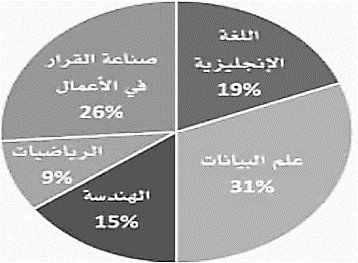 اللغة
الإنجليزية
19%
علم البيانات
31%
الهندسة
15%
الرياضيات
9%
صناعة القرار
في الأعمال
26%